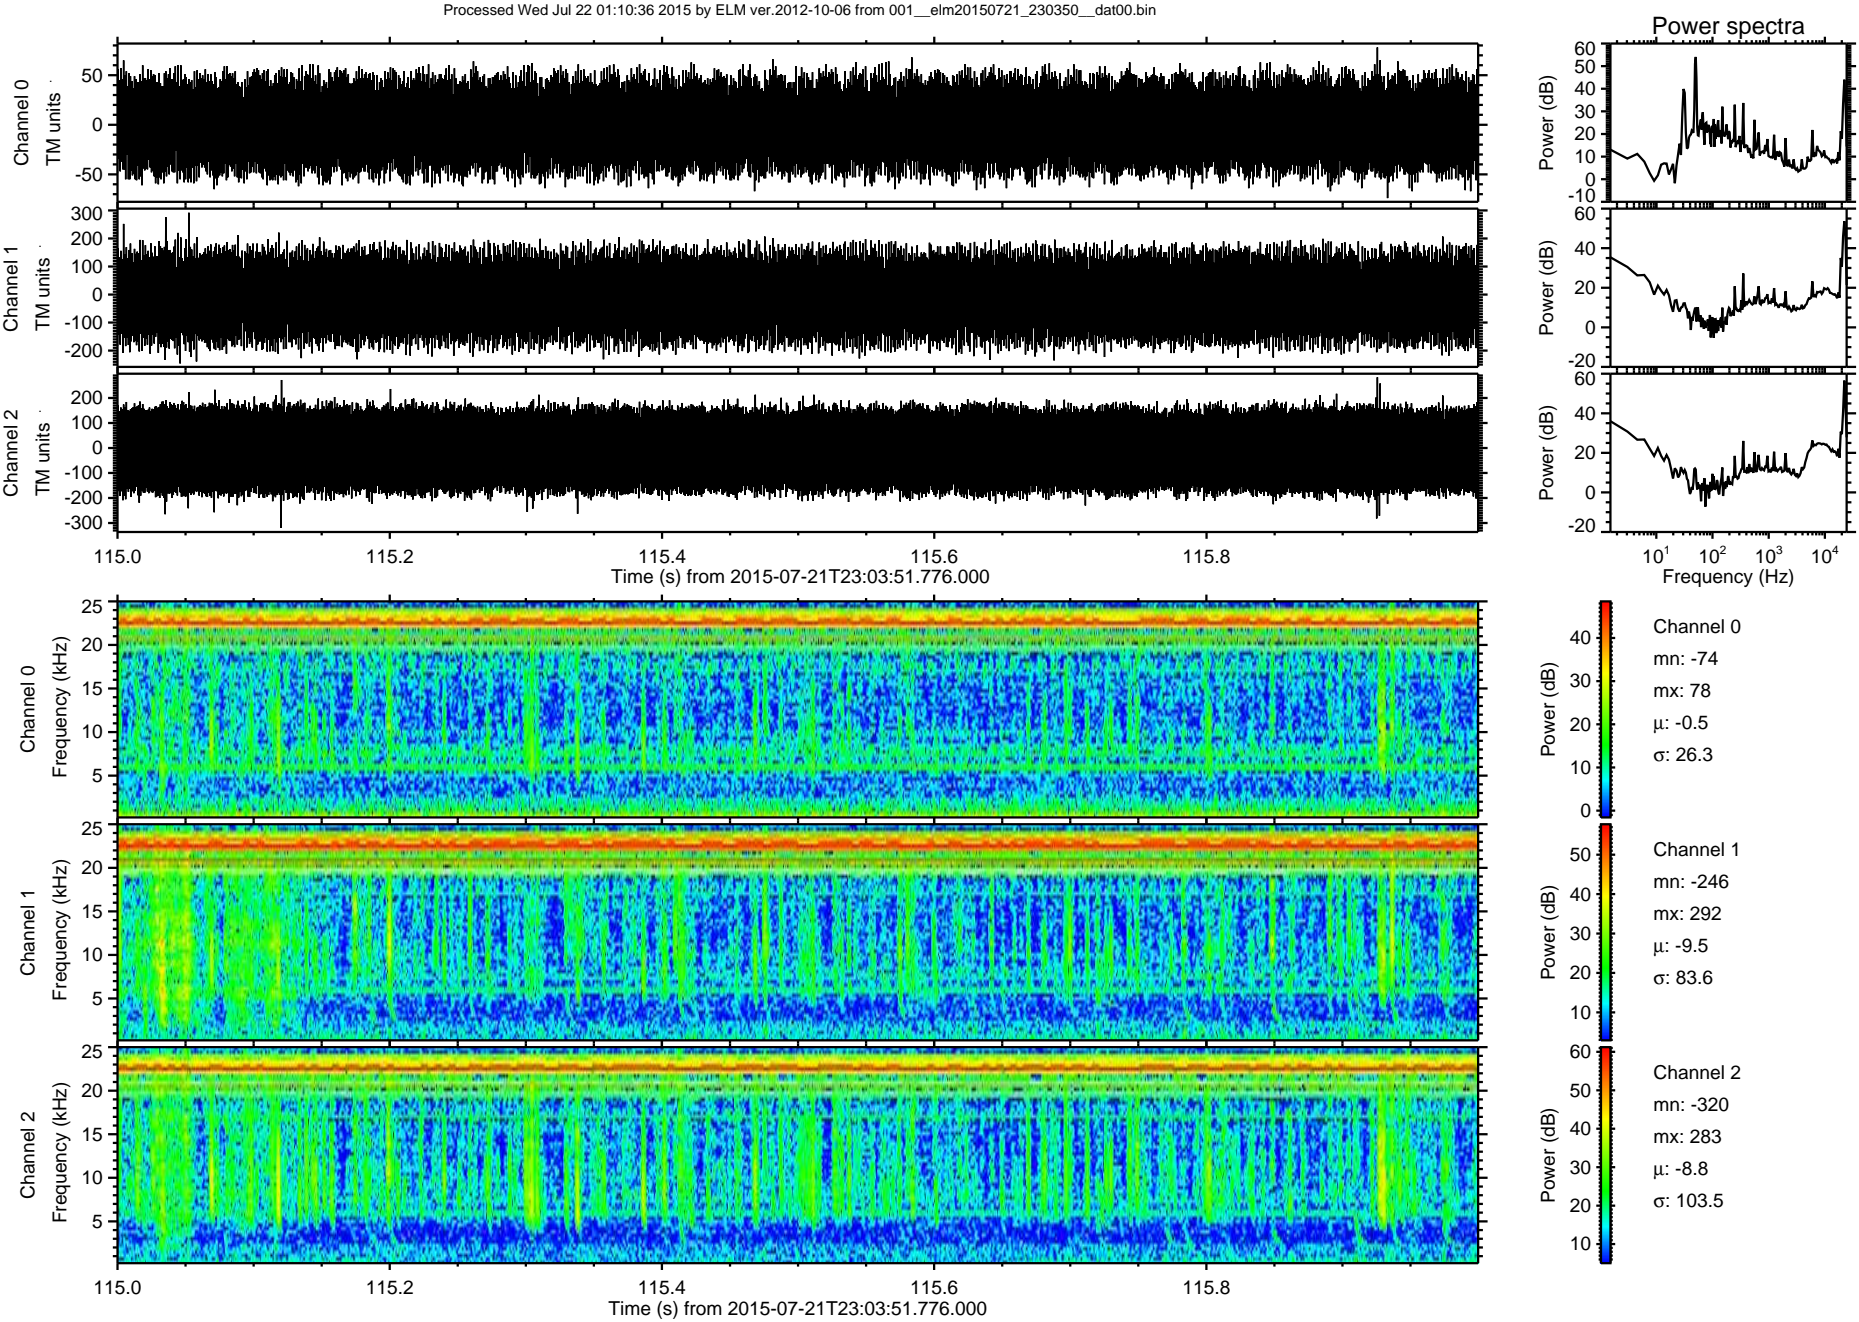 Processed Wed Jul 22 01:10:36 2015 by ELM ver.2012-10-06 from 001__elm20150721_230350__dat00.bin
Power spectra
Channel 0
TM units
50
0
-50
Power (dB)
60
50
40
30
20
10
0
-10
Channel 1
TM units
300
200
100
0
-100
-200
Power (dB)
60
40
20
0
-20
Channel 2
TM units
200
100
0
-100
-200
-300
Power (dB)
60
40
20
0
-20
115.0 115.2 115.4 115.6 115.8
Time (s) from 2015-07-21T23:03:51.776.000
10^1 10^2 10^3 10^4
Frequency (Hz)
Channel 0
Frequency (kHz)
25
20
15
10
5
Power (dB)
40
30
20
10
0
Channel 0
mn: -74
mx: 78
μ: -0.5
σ: 26.3
Channel 1
Frequency (kHz)
25
20
15
10
5
Power (dB)
50
40
30
20
10
Channel 1
mn: -246
mx: 292
μ: -9.5
σ: 83.6
Channel 2
Frequency (kHz)
25
20
15
10
5
Power (dB)
60
50
40
30
20
10
Channel 2
mn: -320
mx: 283
μ: -8.8
σ: 103.5
115.0 115.2 115.4 115.6 115.8
Time (s) from 2015-07-21T23:03:51.776.000